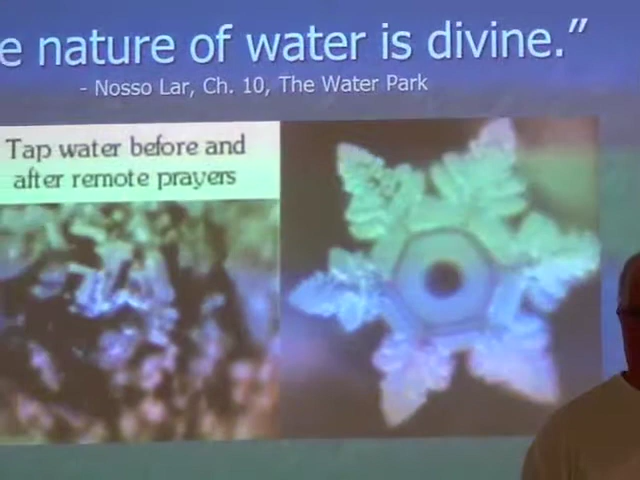 e nature of water is divine.”
- Nosso Lar, Ch. 10, The Water Park
Tap water before and
after remote prayers